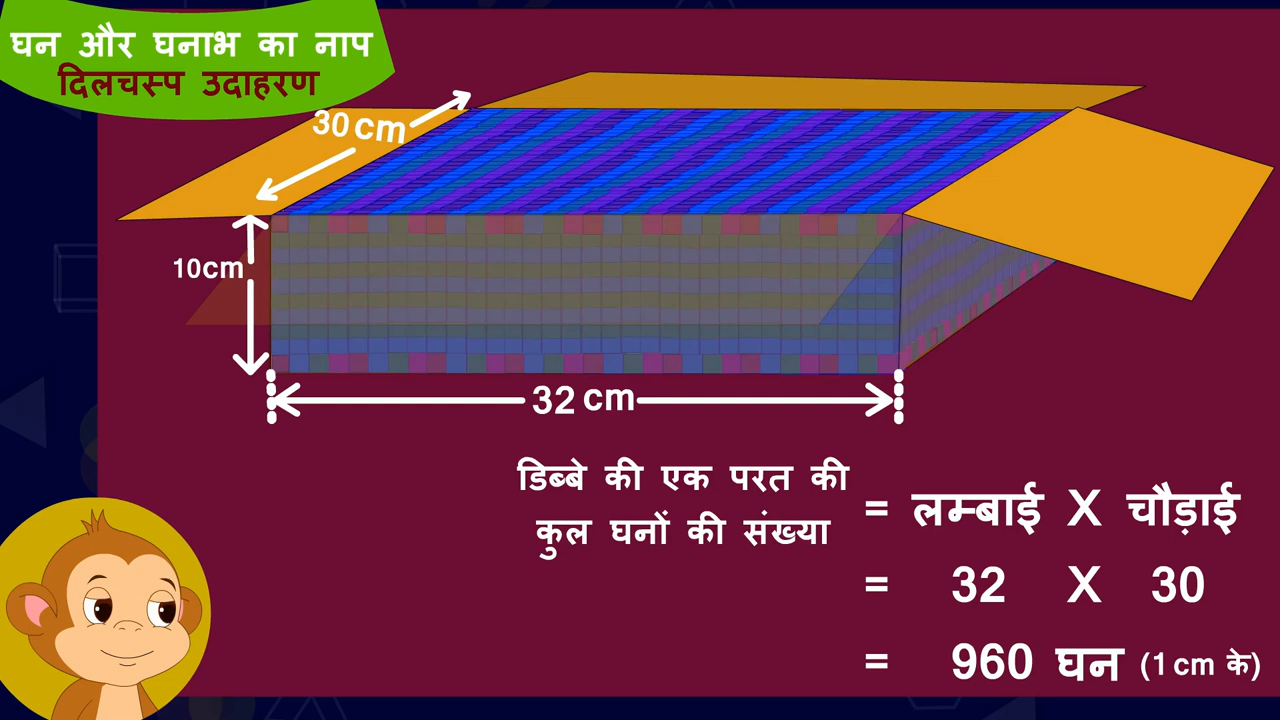 घन और घनाभ का नाप
दिलचस्प उदाहरण
30 cm
10cm
32 cm
डिब्बे की एक परत की
कुल घनों की संख्या
= लम्बाई X चौड़ाई
= 32 X 30
= 960 घन (1 cm के)